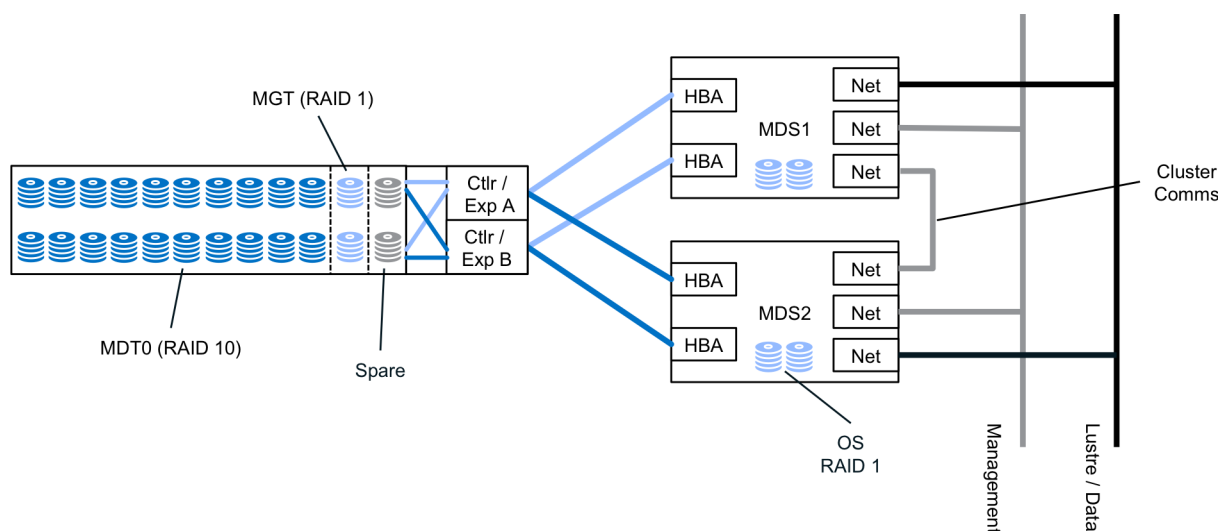 MGT (RAID 1)
Ctlr /
Exp A
Ctlr /
Exp B
MDT0 (RAID 10)
Spare
HBA
HBA
MDS1
Net
Net
Net
HBA
HBA
MDS2
Net
Net
Net
OS
RAID 1
Cluster
Comms
Management
Lustre / Data